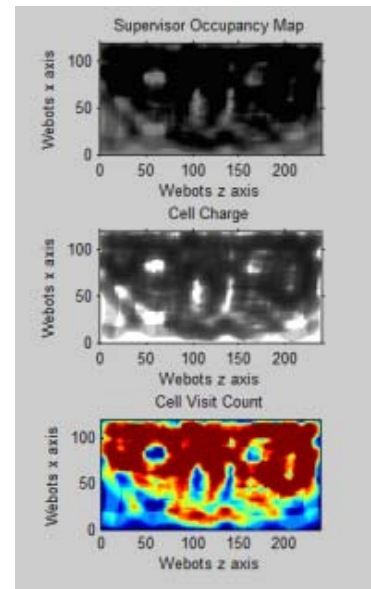 Supervisor Occupancy Map
100
50
0
Webots x axis
0 50 100 150 200
Webots z axis
Cell Charge
100
50
0
Webots x axis
0 50 100 150 200
Webots z axis
Cell Visit Count
100
50
0
Webots x axis
0 50 100 150 200
Webots z axis